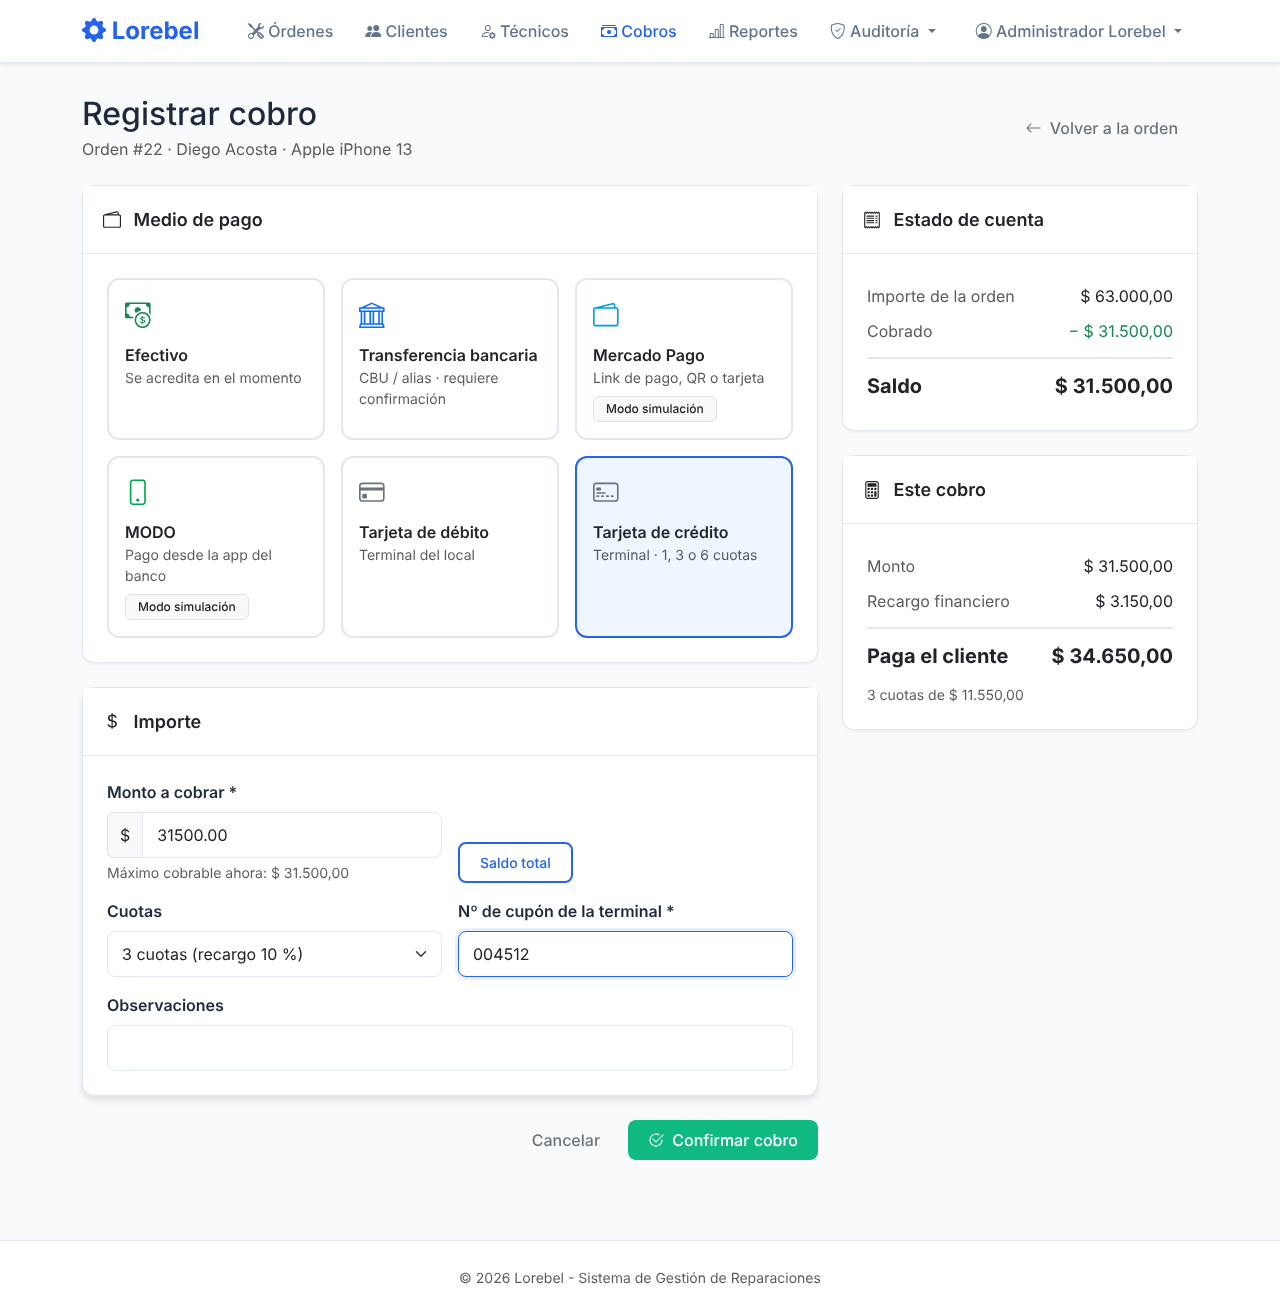 Lorebel
Órdenes
Clientes
Técnicos
Cobros
Reportes
Auditoría
Administrador Lorebel
Registrar cobro
Orden #22 · Diego Acosta · Apple iPhone 13
Volver a la orden
Medio de pago
Efectivo
Se acredita en el momento
Transferencia bancaria
CBU / alias · requiere
confirmación
Mercado Pago
Link de pago, QR o tarjeta
Modo simulación
MODO
Pago desde la app del
banco
Modo simulación
Tarjeta de débito
Terminal del local
Tarjeta de crédito
Terminal · 1, 3 o 6 cuotas
Estado de cuenta
Importe de la orden $ 63.000,00
Cobrado − $ 31.500,00
Saldo $ 31.500,00
Este cobro
Monto $ 31.500,00
Recargo financiero $ 3.150,00
Paga el cliente $ 34.650,00
3 cuotas de $ 11.550,00
$ Importe
Monto a cobrar *
$ 31500.00
Saldo total
Máximo cobrable ahora: $ 31.500,00
Cuotas
3 cuotas (recargo 10 %)
Nº de cupón de la terminal *
004512
Observaciones
Cancelar
Confirmar cobro
© 2026 Lorebel - Sistema de Gestión de Reparaciones